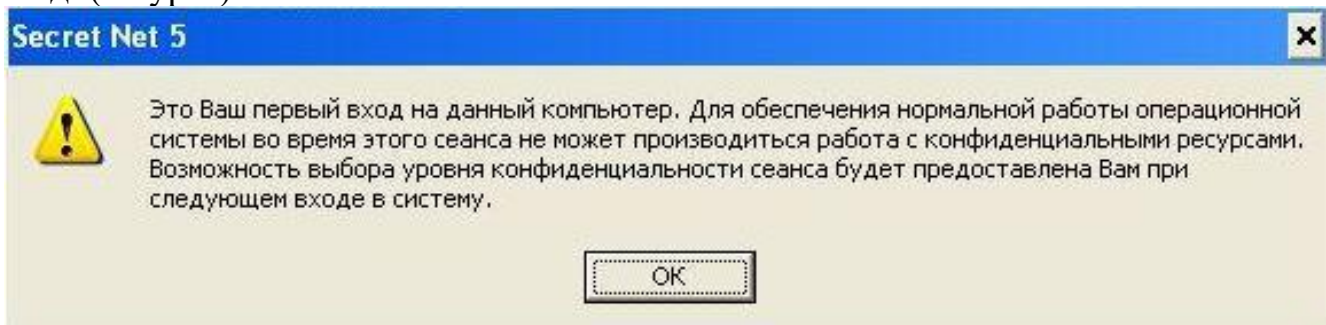 Secret Net 5
Это Ваш первый вход на данный компьютер. Для обеспечения нормальной работы операционной
системы во время этого сеанса не может производиться работа с конфиденциальными ресурсами.
Возможность выбора уровня конфиденциальности сеанса будет предоставлена Вам при
следующем входе в систему.
OK